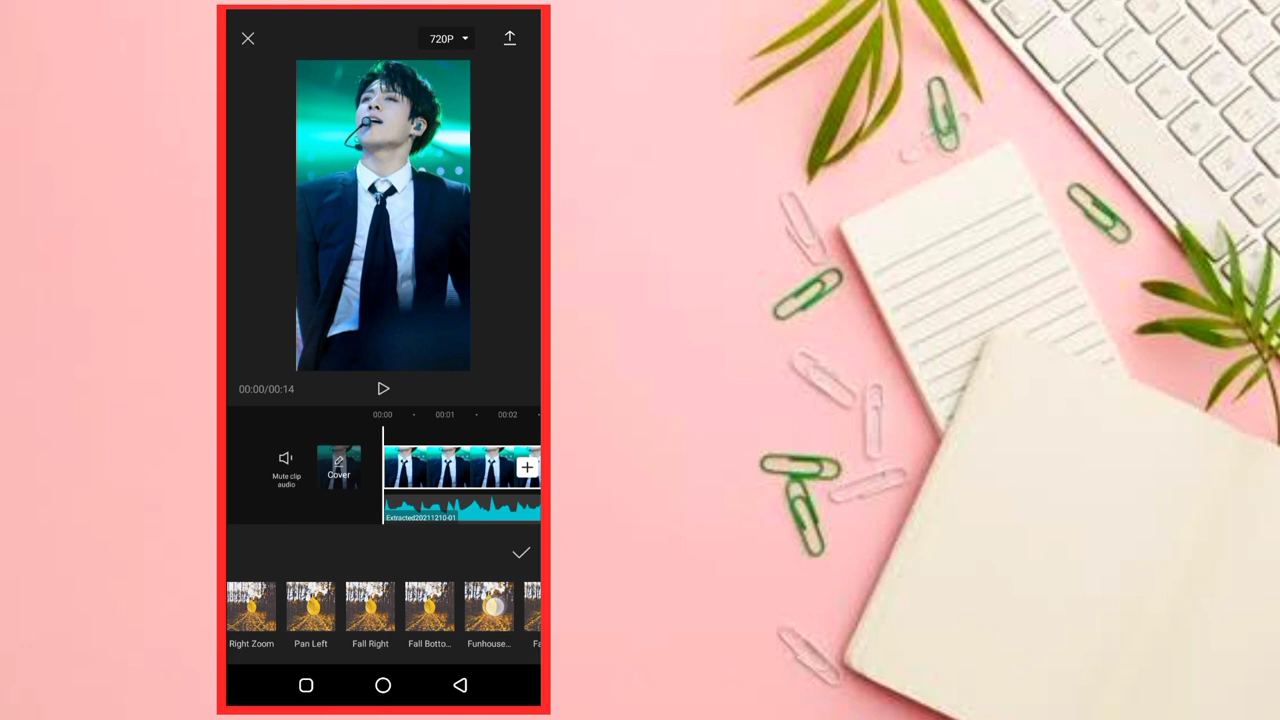 720P
00:00/00:14
00:00
00:01
00:02
Mute clip
audio
Cover
Extracted20211210-01
Right Zoom
Pan Left
Fall Right
Fall Botto...
Funhouse...
Fa